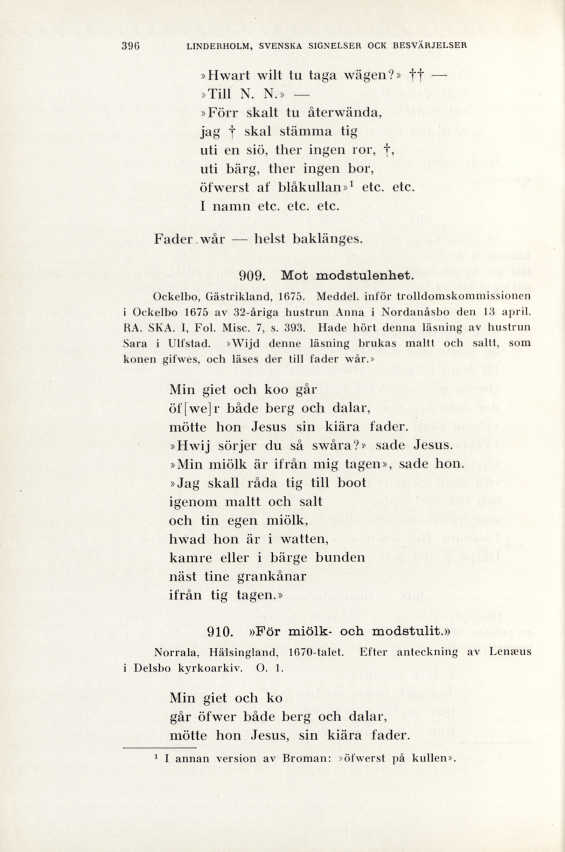 396 LINDERHOLM, SVENSKA SIGNELSER OCK BESVÄRJELSER
»Hwart wilt tu taga wägen?» †† —
»Till N. N.» —
»Förr skalt tu återwända,
jag † skal stämma tig
uti en siö, ther ingen ror, †,
uti bärg, ther ingen bor,
öfwerst af blåkullan»¹ etc. etc.
I namn etc. etc. etc.
Fader wår — helst baklänges.
909. Mot modstulenhet.
Ockelbo, Gästrikland, 1675. Meddel. inför trolldomskommissionen
i Ockelbo 1675 av 32-åriga hustrun Anna i Nordanåsbo den 13 april.
RA. SKA. I, Fol. Misc. 7, s. 393. Hade hört denna läsning av hustrun
Sara i Ulfstad. »Wijd denne läsning brukas maltt och saltt, som
konen gifwes, och läses der till fader wår.»
Min giet och koo går
öf[we]r både berg och dalar,
mötte hon Jesus sin kiära fader.
»Hwij sörjer du så swåra?» sade Jesus.
»Min miölk är ifrån mig tagen», sade hon.
»Jag skall råda tig till boot
igenom maltt och salt
och tin egen miölk,
hwad hon är i watten,
kamre eller i bärge bunden
näst tine grankånar
ifrån tig tagen.»
910. »För miölk- och modstulit.»
Norrala, Hälsingland, 1670-talet. Efter anteckning av Lenæus
i Delsbo kyrkoarkiv. O. 1.
Min giet och ko
går öfwer både berg och dalar,
mötte hon Jesus, sin kiära fader.
¹ I annan version av Broman: »öfwerst på kullen».